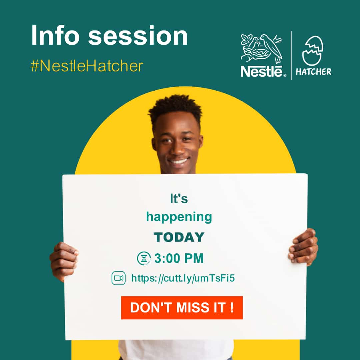 Info session
#NestleHatcher
Nestlé®
HATCHER
It's
happening
TODAY
3:00 PM
https://cutt.ly/umTsFi5
DON'T MISS IT !